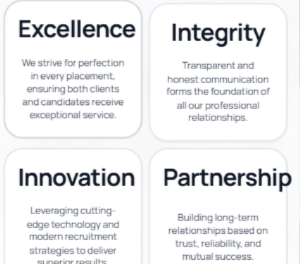 Excellence
We strive for perfection
in every placement,
ensuring both clients
and candidates receive
exceptional service.
Integrity
Transparent and
honest communication
forms the foundation of
all our professional
relationships.
Innovation
Leveraging cutting-
edge technology and
modern recruitment
strategies to deliver
superior results
Partnership
Building long-term
relationships based on
trust, reliability, and
mutual success.